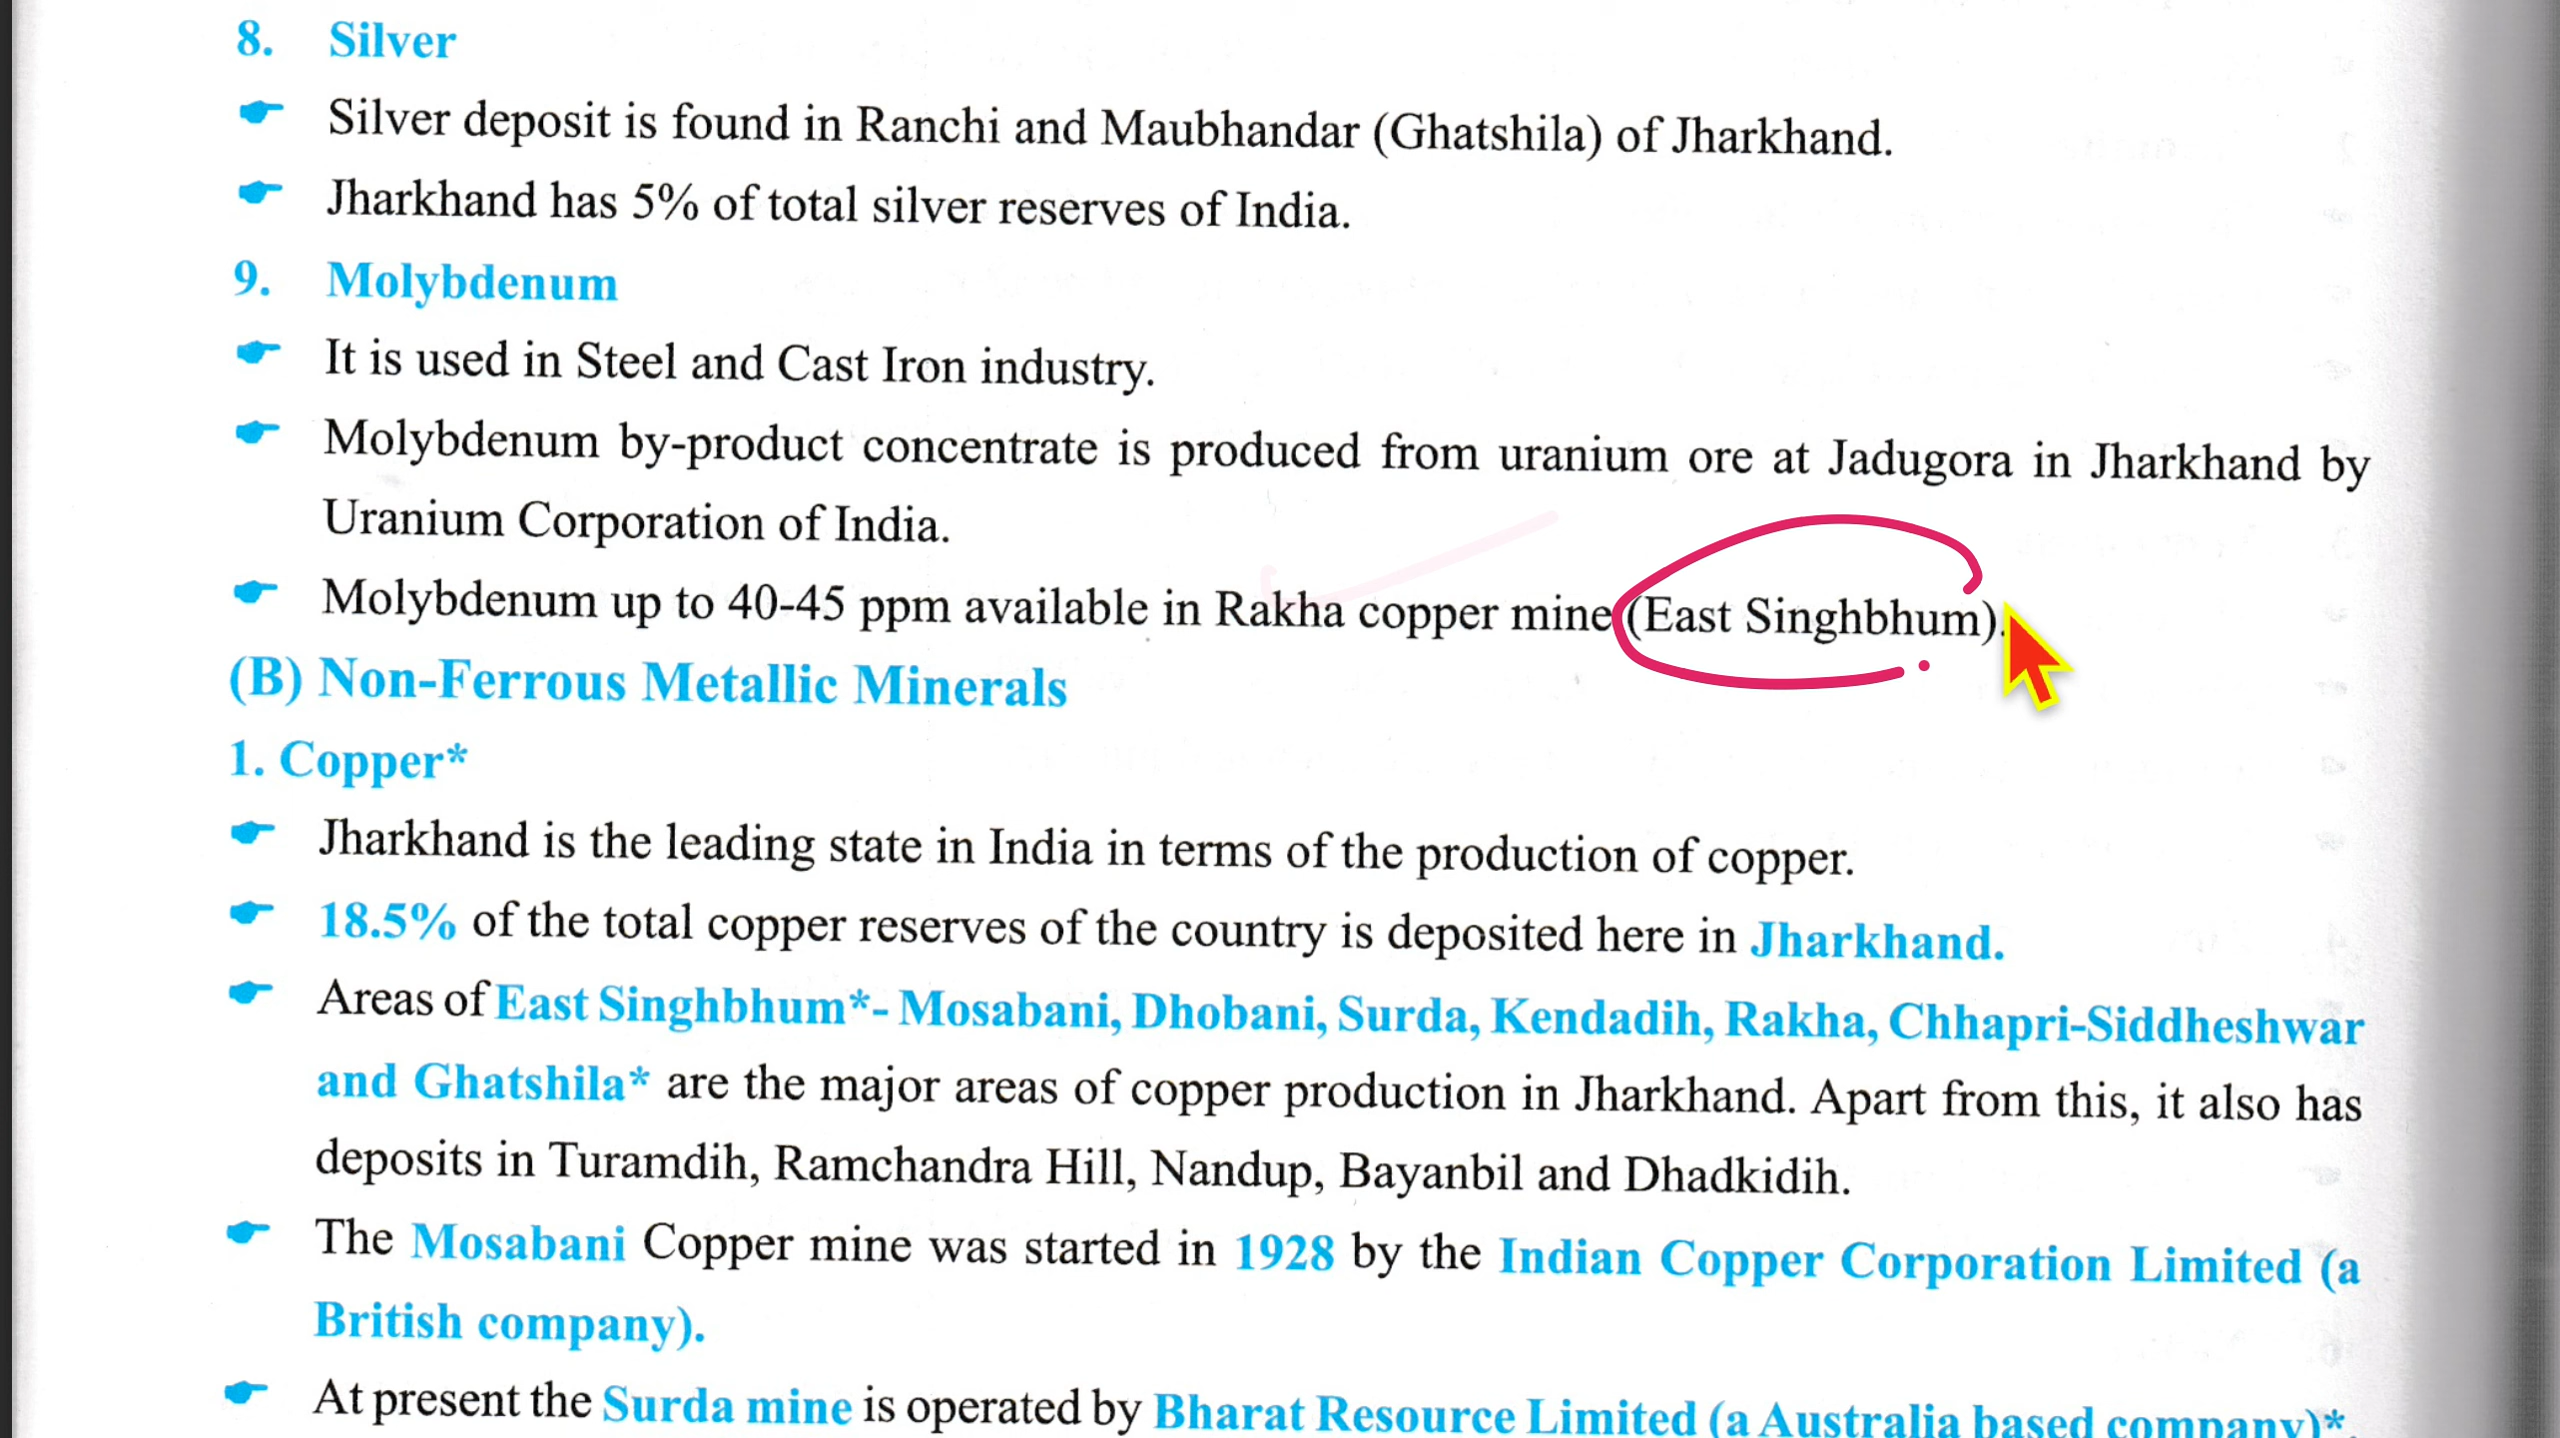 8. Silver
Silver deposit is found in Ranchi and Maubhandar (Ghatshila) of Jharkhand.
Jharkhand has 5% of total silver reserves of India.
9. Molybdenum
It is used in Steel and Cast Iron industry.
Molybdenum by-product concentrate is produced from uranium ore at Jadugora in Jharkhand by
Uranium Corporation of India.
Molybdenum up to 40-45 ppm available in Rakha copper mine (East Singhbhum).
(B) Non-Ferrous Metallic Minerals
1. Copper*
Jharkhand is the leading state in India in terms of the production of copper.
18.5% of the total copper reserves of the country is deposited here in Jharkhand.
Areas of East Singhbhum*- Mosabani, Dhobani, Surda, Kendadih, Rakha, Chhapri-Siddheshwar
and Ghatshila* are the major areas of copper production in Jharkhand. Apart from this, it also has
deposits in Turamdih, Ramchandra Hill, Nandup, Bayanbil and Dhadkidih.
The Mosabani Copper mine was started in 1928 by the Indian Copper Corporation Limited (a
British company).
At present the Surda mine is operated by Bharat Resource Limited (a Australia based company)*.